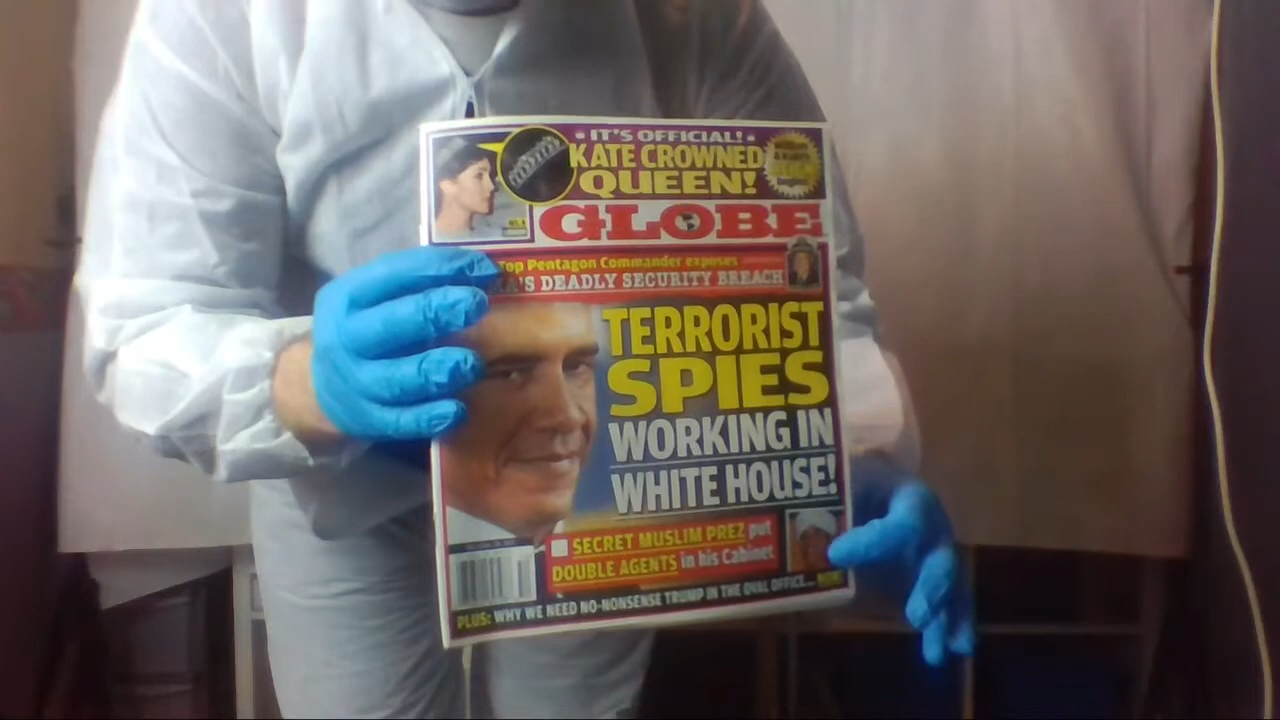 IT'S OFFICIAL!
KATE CROWNED
QUEEN!
GLOBE
Top Pentagon Commander exposes
A'S DEADLY SECURITY BREACH
TERRORIST
SPIES
WORKING IN
WHITE HOUSE!
SECRET MUSLIM PREZ put
DOUBLE AGENTS in his Cabinet
PLUS: WHY WE NEED NO-NONSENSE TRUMP IN THE OVAL OFFICE... NOW!